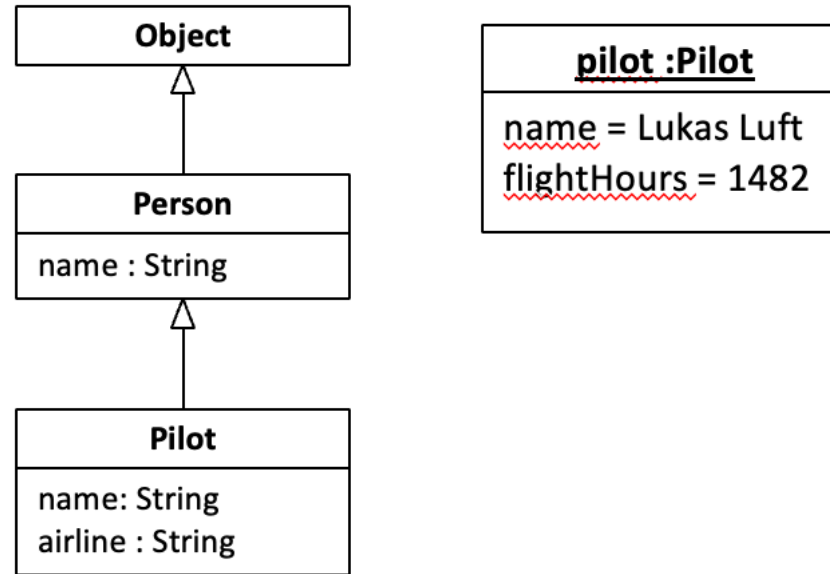 Object
Person
name : String
Pilot
name: String
airline : String
pilot :Pilot
name = Lukas Luft
flightHours = 1482